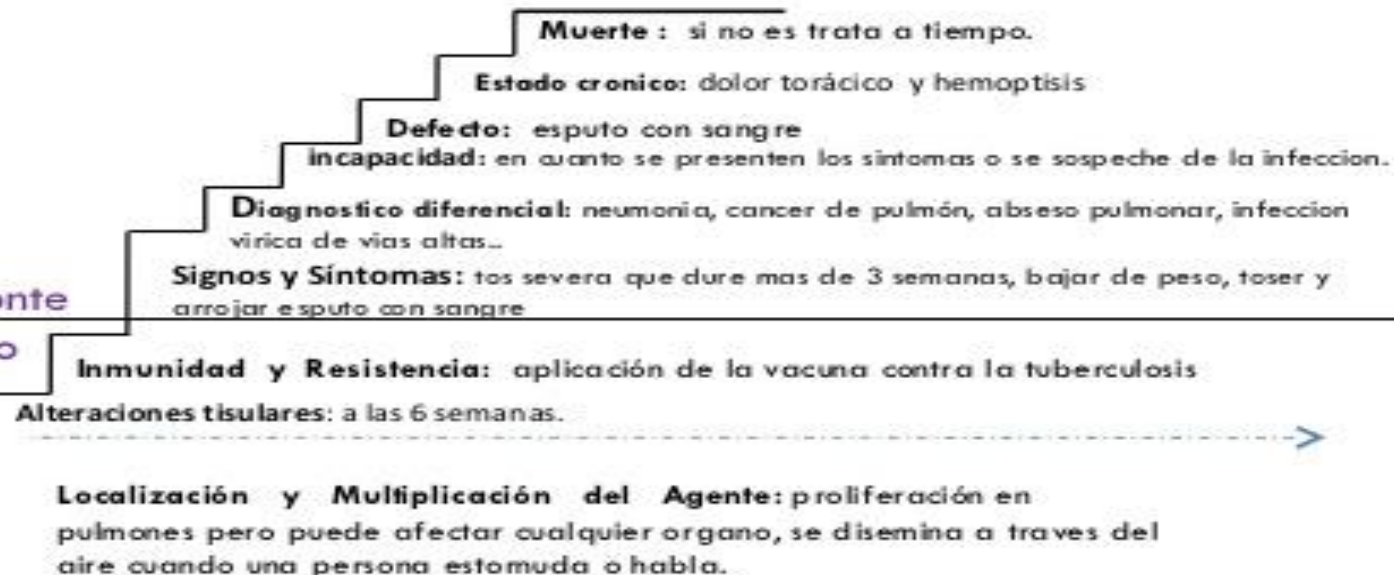 Muerte : si no es trata a tiempo.
Estado cronico: dolor torácico y hemoptisis
Defecto: esputo con sangre
incapacidad: en cuanto se presenten los sintomas o se sospeche de la infeccion.
Diagnostico diferencial: neumonia, cancer de pulmón, abseso pulmonar, infeccion
virica de vias altas..
Signos y Síntomas: tos severa que dure mas de 3 semanas, bajar de peso, toser y
arrojar esputo con sangre
onte
o
Inmunidad y Resistencia: aplicación de la vacuna contra la tuberculosis
Alteraciones tisulares: a las 6 semanas.
Localización y Multiplicación del Agente: proliferación en
pulmones pero puede afectar cualquier organo, se disemina a traves del
aire cuando una persona estornuda o habla.